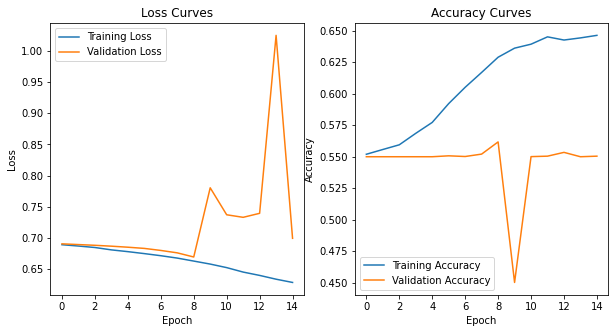 Loss Curves
Training Loss
Validation Loss
1.00
0.95
0.90
0.85
0.80
0.75
0.70
0.65
Loss
0 2 4 6 8 10 12 14
Epoch
Accuracy Curves
0.650
0.625
0.600
0.575
0.550
0.525
0.500
0.475
0.450
Accuracy
Training Accuracy
Validation Accuracy
0 2 4 6 8 10 12 14
Epoch